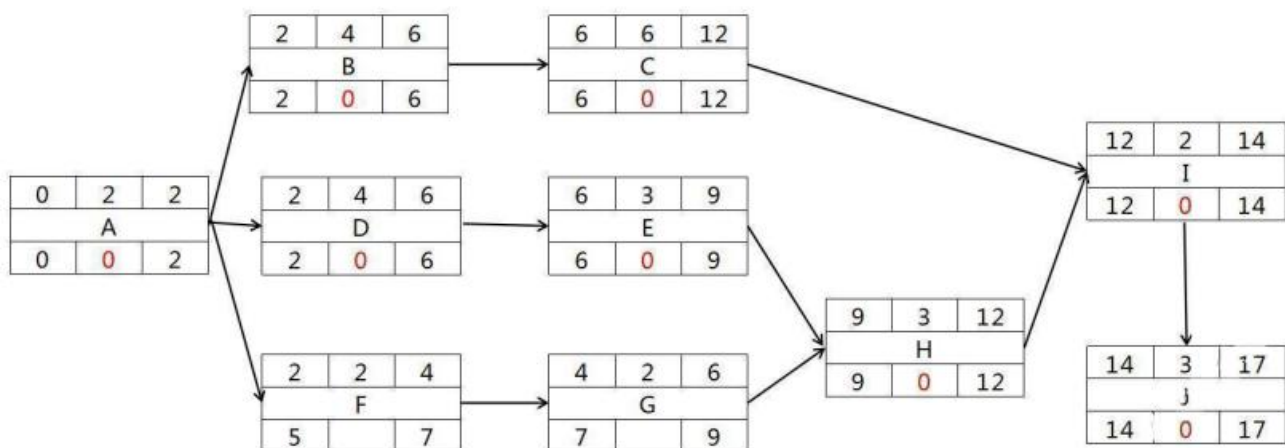 2 4 6
B
2 0 6
6 6 12
C
6 0 12
12 2 14
I
12 0 14
0 2 2
A
0 0 2
2 4 6
D
2 0 6
6 3 9
E
6 0 9
9 3 12
H
9 0 12
2 2 4
F
5 7
4 2 6
G
7 9
14 3 17
J
14 0 17